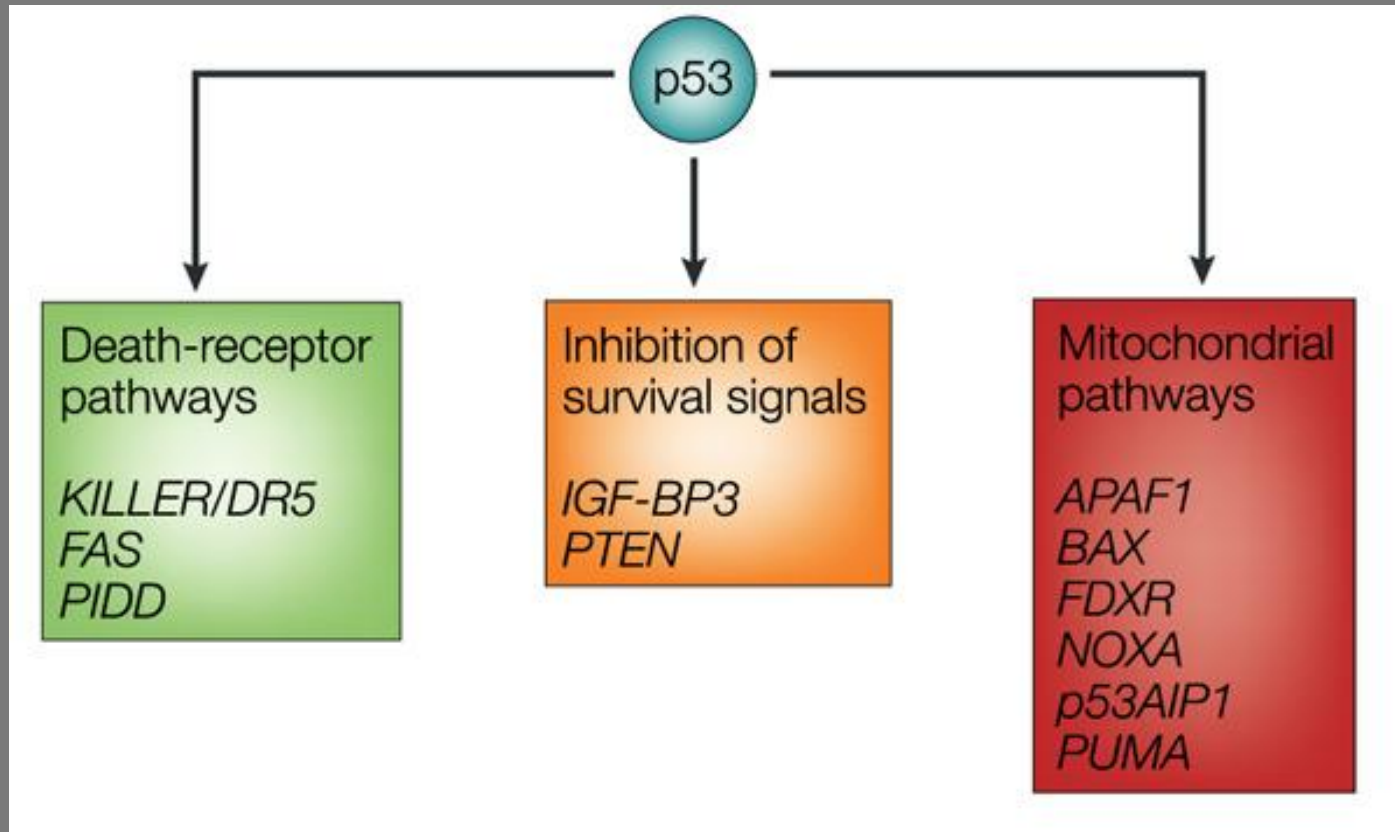 p53
Death-receptor
pathways
KILLER/DR5
FAS
PIDD
Inhibition of
survival signals
IGF-BP3
PTEN
Mitochondrial
pathways
APAF1
BAX
FDXR
NOXA
p53AIP1
PUMA